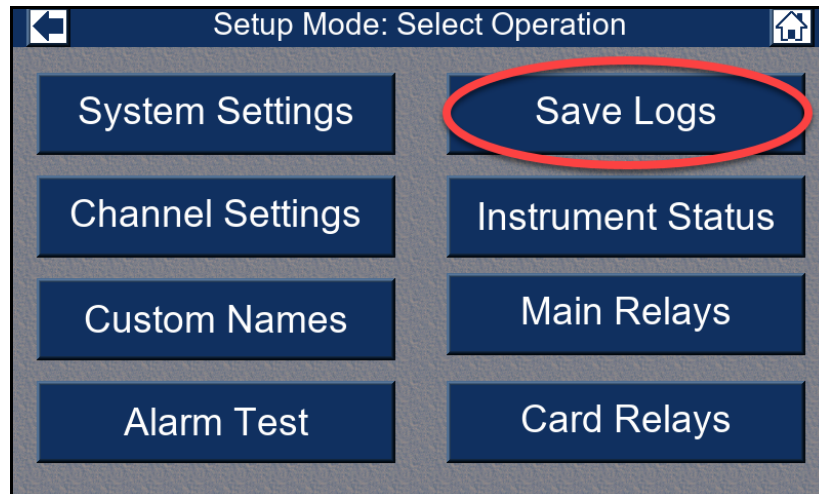 Setup Mode: Select Operation
System Settings
Save Logs
Channel Settings
Instrument Status
Custom Names
Main Relays
Alarm Test
Card Relays